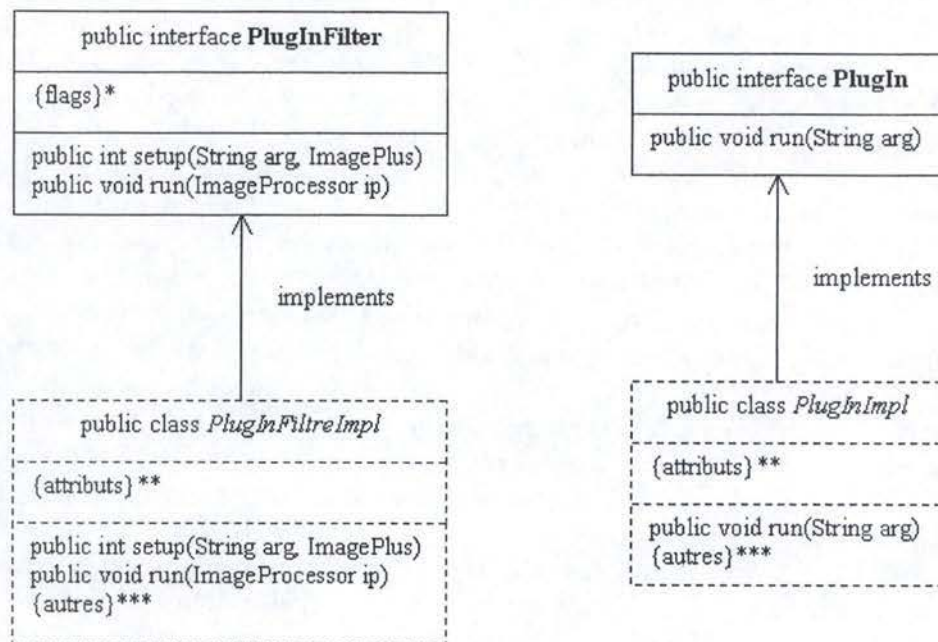 public interface PlugInFilter
{flags}*
public int setup(String arg, ImagePlus)
public void run(ImageProcessor ip)
implements
public class PlugInFiltreImpl
{attributs}**
public int setup(String arg, ImagePlus)
public void run(ImageProcessor ip)
{autres}***
public interface PlugIn
public void run(String arg)
implements
public class PlugInImpl
{attributs}**
public void run(String arg)
{autres}***